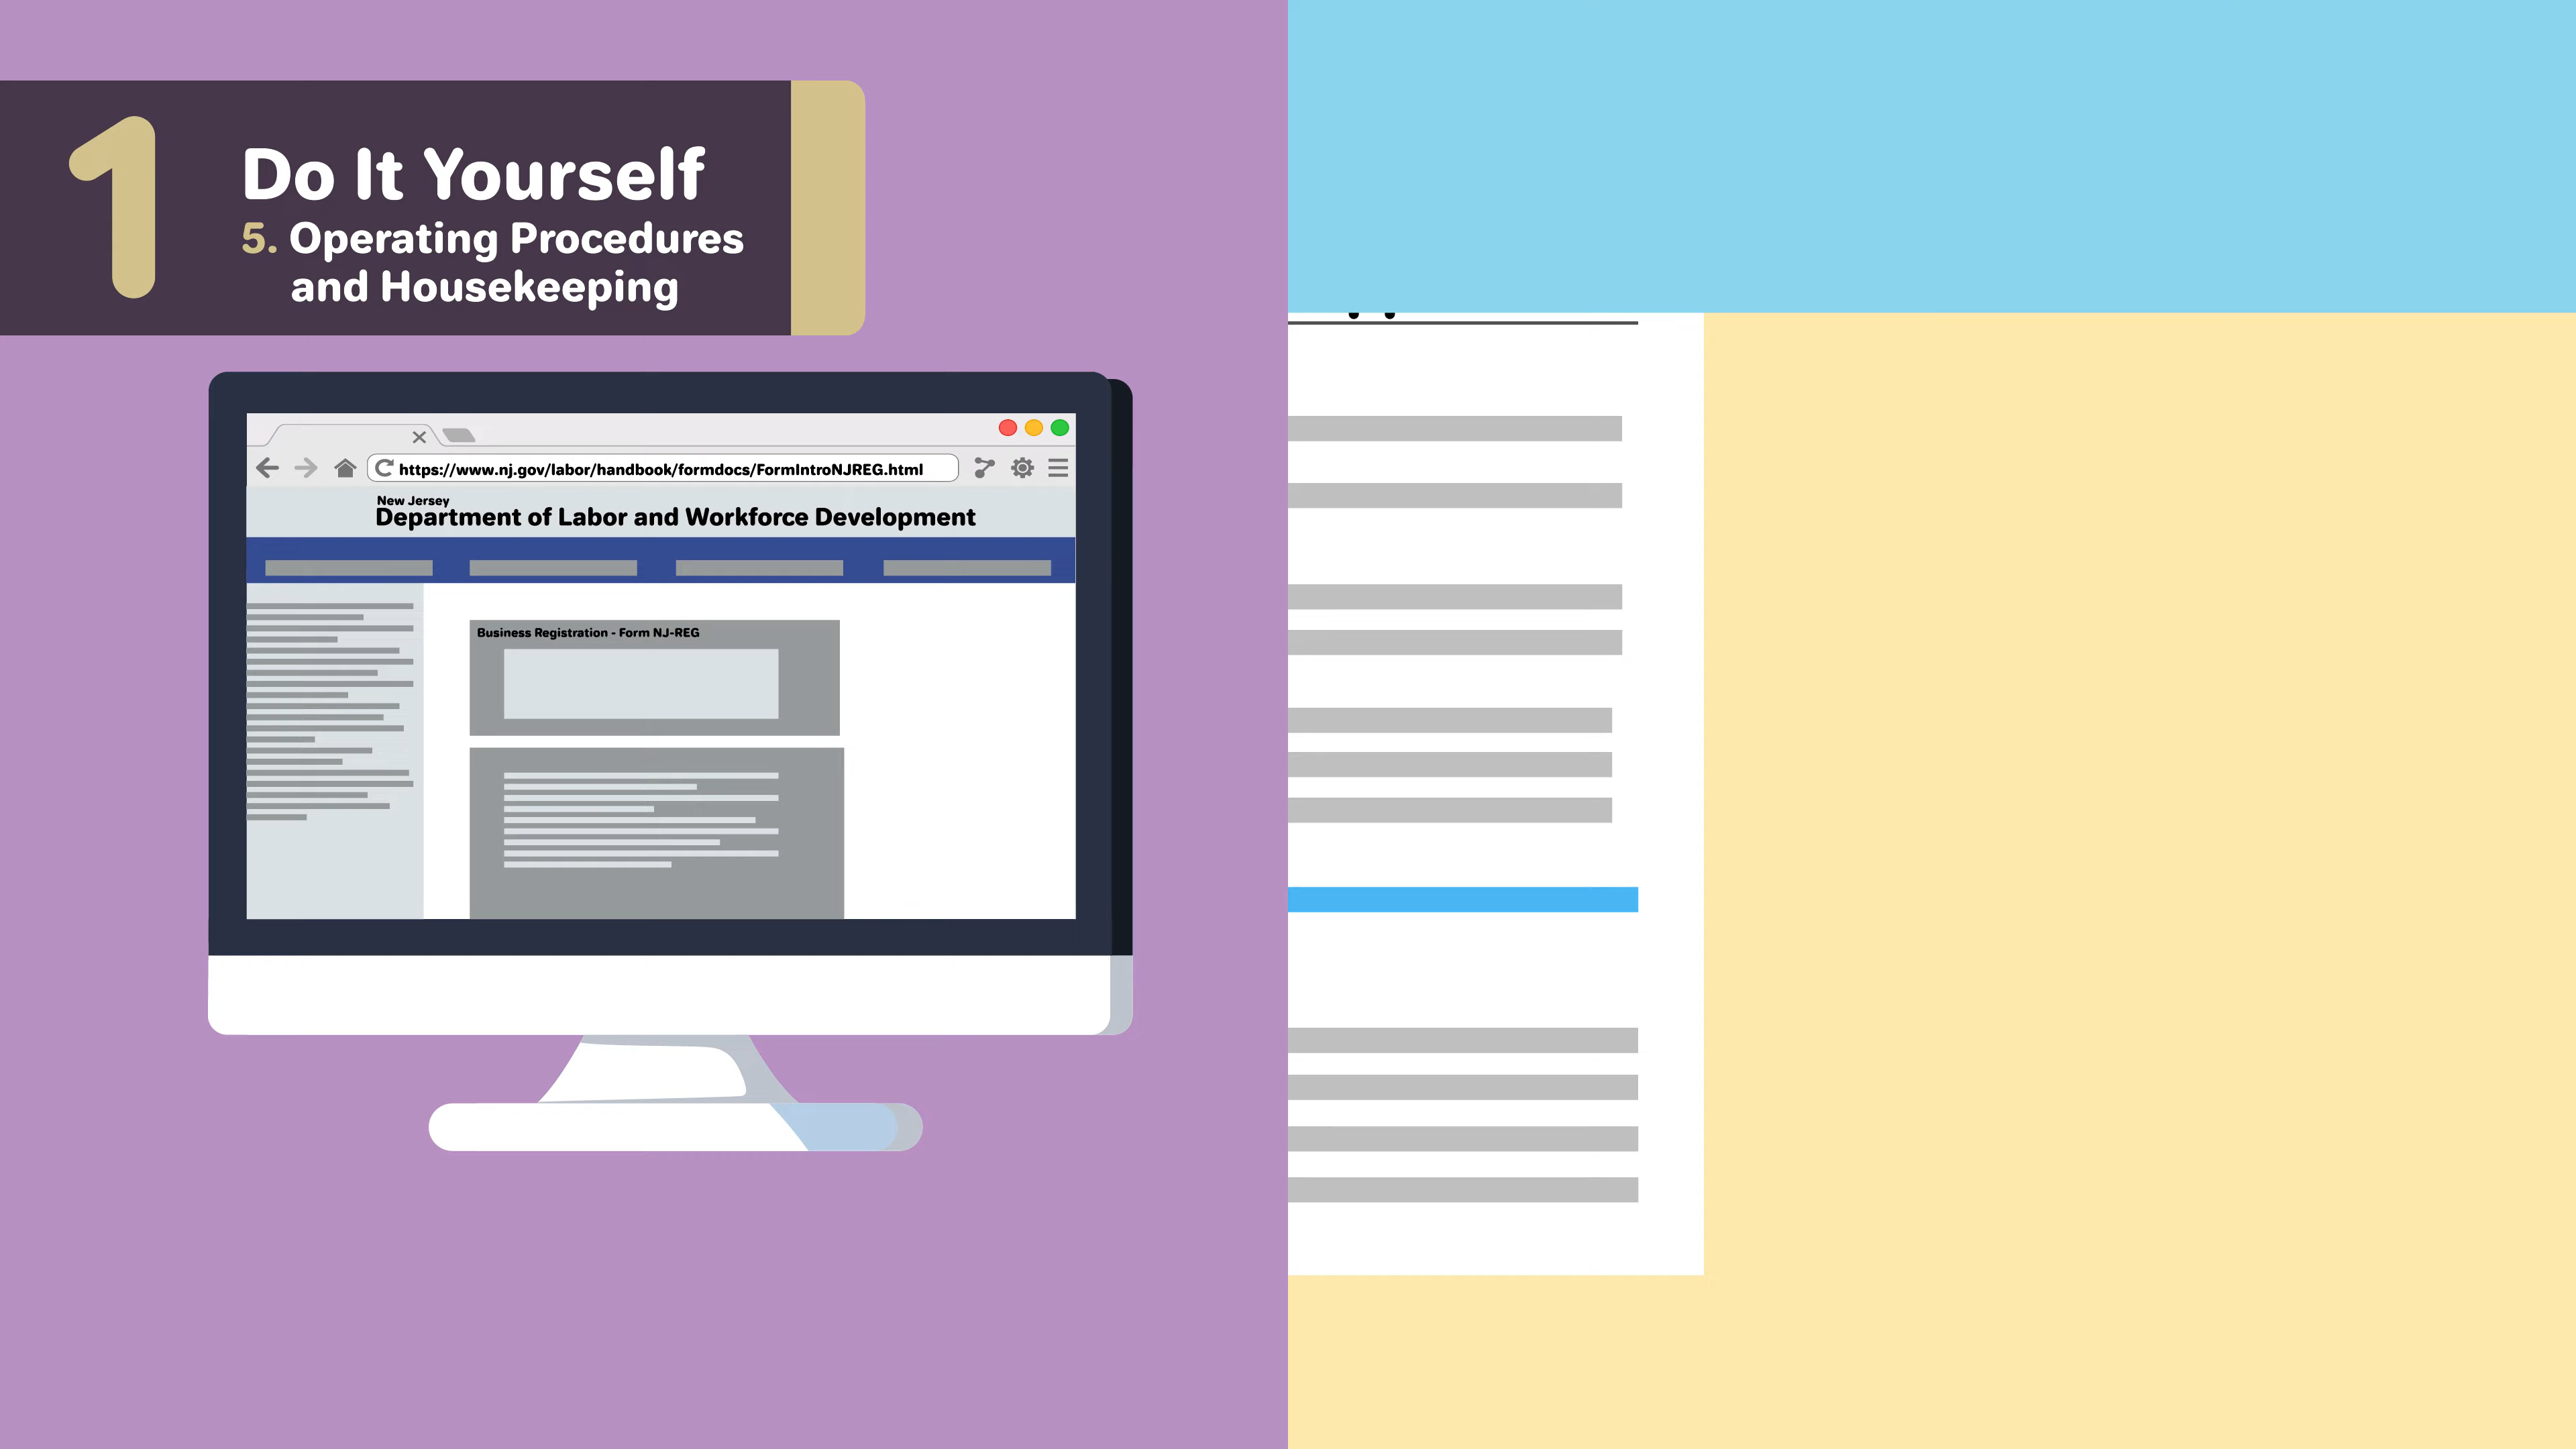 1
Do It Yourself
5. Operating Procedures
and Housekeeping
https://www.nj.gov/labor/handbook/formdocs/FormIntroNJREG.html
New Jersey
Department of Labor and Workforce Development
Business Registration - Form NJ-REG